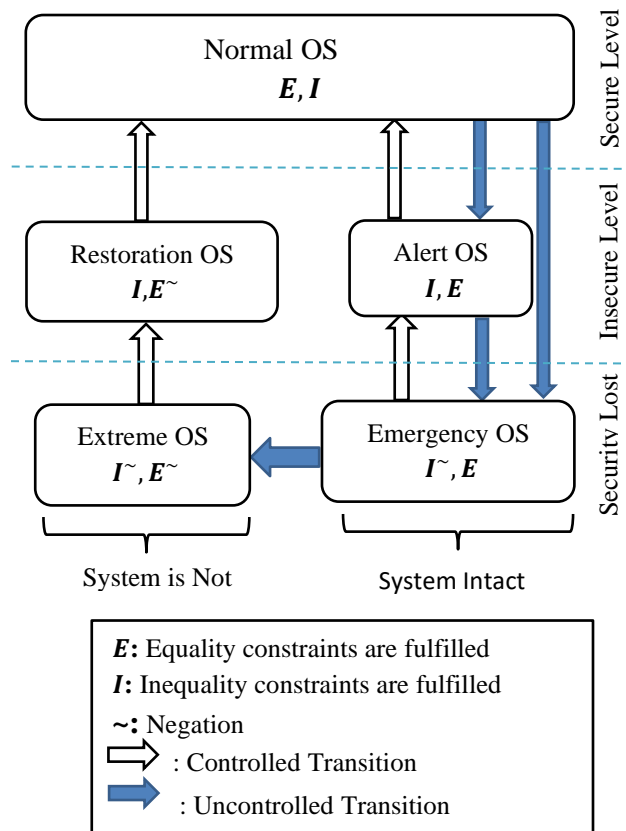 Normal OS
E, I
Secure Level
Restoration OS
I,E~
Alert OS
I, E
Insecure Level
Extreme OS
I~, E~
Emergency OS
I~, E
Security Lost
System is Not
System Intact
E: Equality constraints are fulfilled
I: Inequality constraints are fulfilled
~: Negation
: Controlled Transition
: Uncontrolled Transition